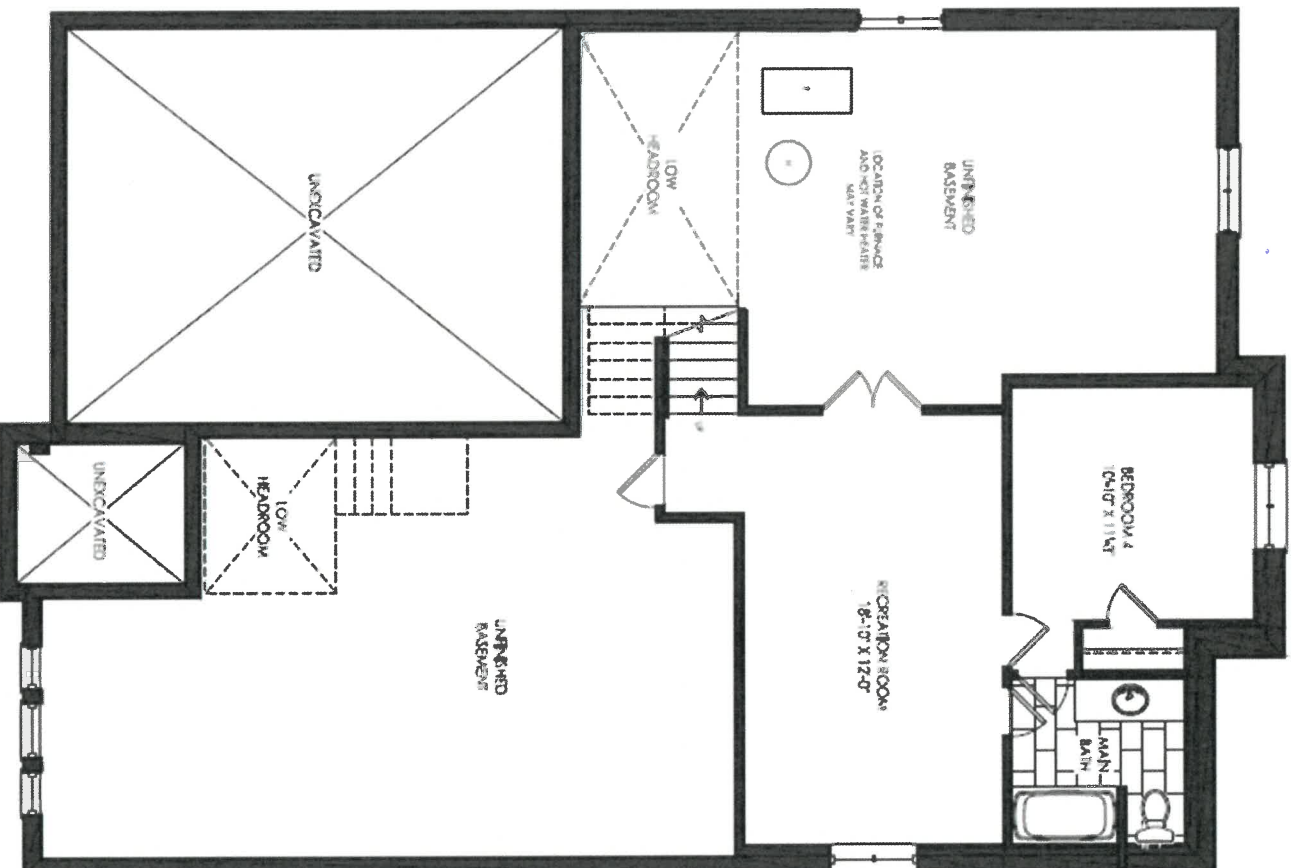 UNEXCAVATED
LOW
HEADROOM
LOCATION OF FURNACE
AND HOT WATER HEATER
MAY VARY
UNFINISHED
BASEMENT
UP
BEDROOM 4
UNEXCAVATED
LOW
HEADROOM
UNFINISHED
BASEMENT
RECREATION ROOM
18'-10" X 12'-0"
MAIN
BATH